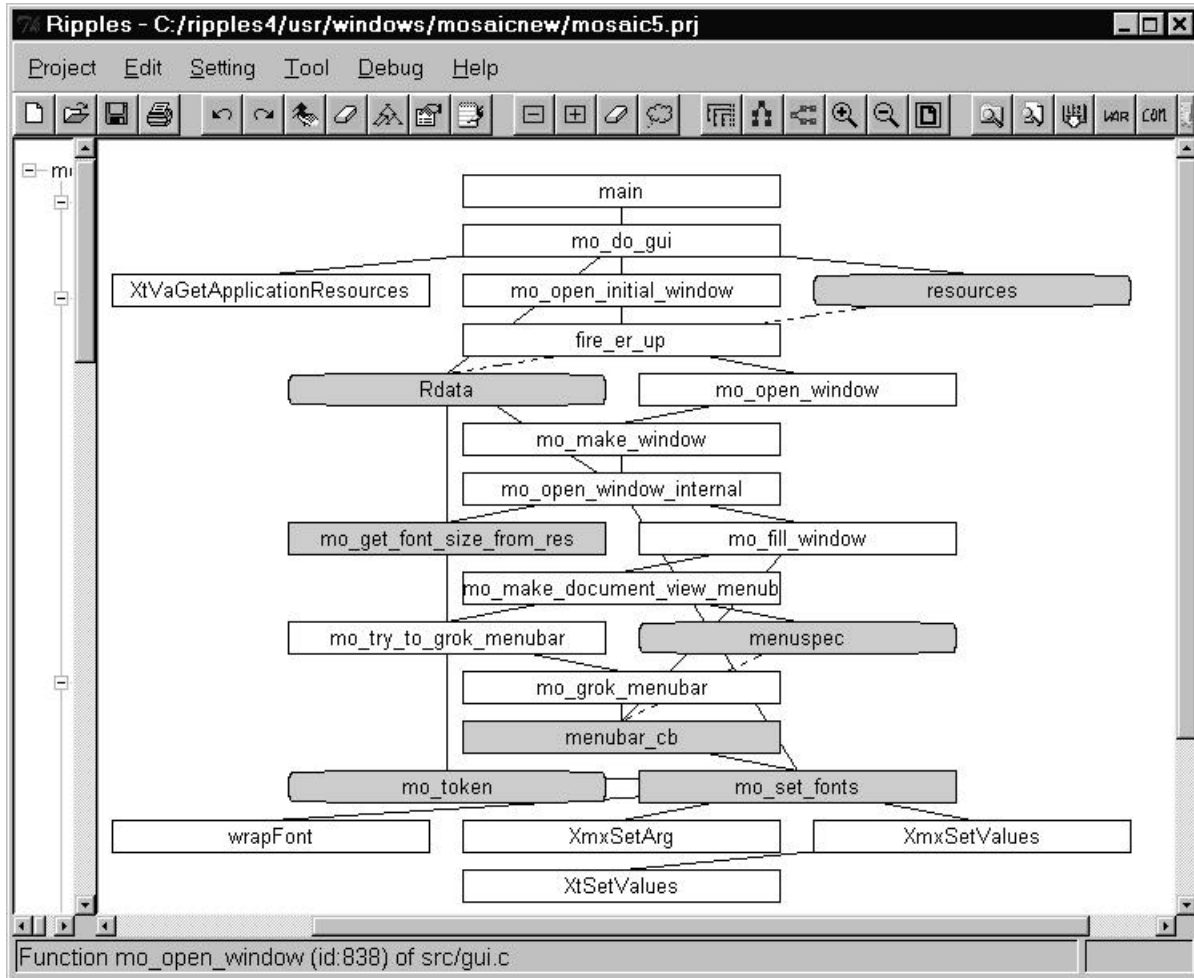 Ripples - C:/ripples4/usr/windows/mosaicnew/mosaic5.prj
Project Edit Setting Tool Debug Help
WAR COM
main
mo_do_gui
XtVaGetApplicationResources mo_open_initial_window resources
fire_er_up
Rdata mo_open_window
mo_make_window
mo_open_window_internal
mo_get_font_size_from_res mo_fill_window
mo_make_document_view_menub
mo_try_to_grok_menubar menuspec
mo_grok_menubar
menubar_cb
mo_token mo_set_fonts
wrapFont XmxSetArg XmxSetValues
XtSetValues
Function mo_open_window (id:838) of src/gui.c